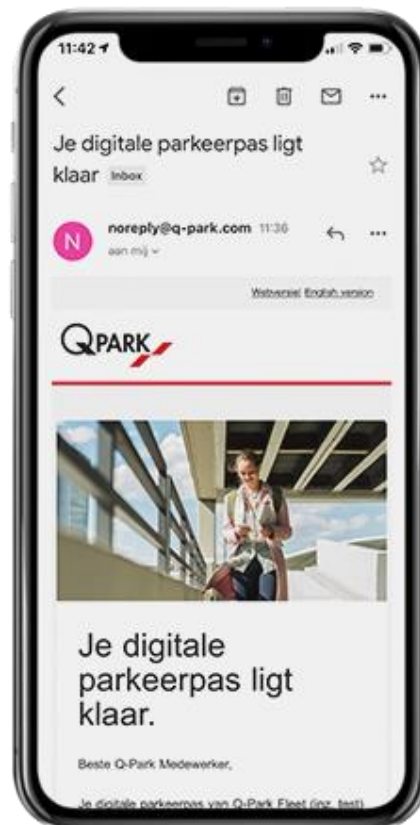 11:42
Je digitale parkeerpas ligt
klaar Inbox
N
noreply@q-park.com 11:36
aan mij
Webversie| English version
QPARK
Je digitale
parkeerpas ligt
klaar.
Beste Q-Park Medewerker,
Je digitale parkeerpas van Q-Park Fleet (ing. test)